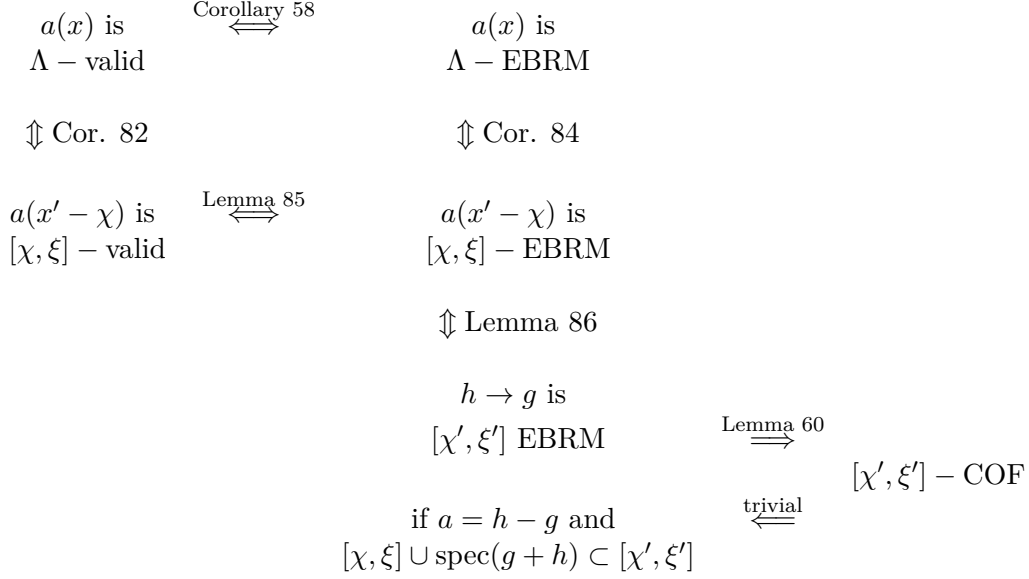 Corollary 58
a(x) is ⟺ a(x) is
Λ − valid Λ − EBRM
⇕ Cor. 82 ⇕ Cor. 84
Lemma 85
a(x′ − χ) is ⟺ a(x′ − χ) is
[χ, ξ] − valid [χ, ξ] − EBRM
⇕ Lemma 86
h → g is
Lemma 60
[χ′, ξ′] EBRM ⟹
[χ′, ξ′] − COF
trivial
if a = h − g and ⟸
[χ, ξ] ∪ spec(g + h) ⊂ [χ′, ξ′]